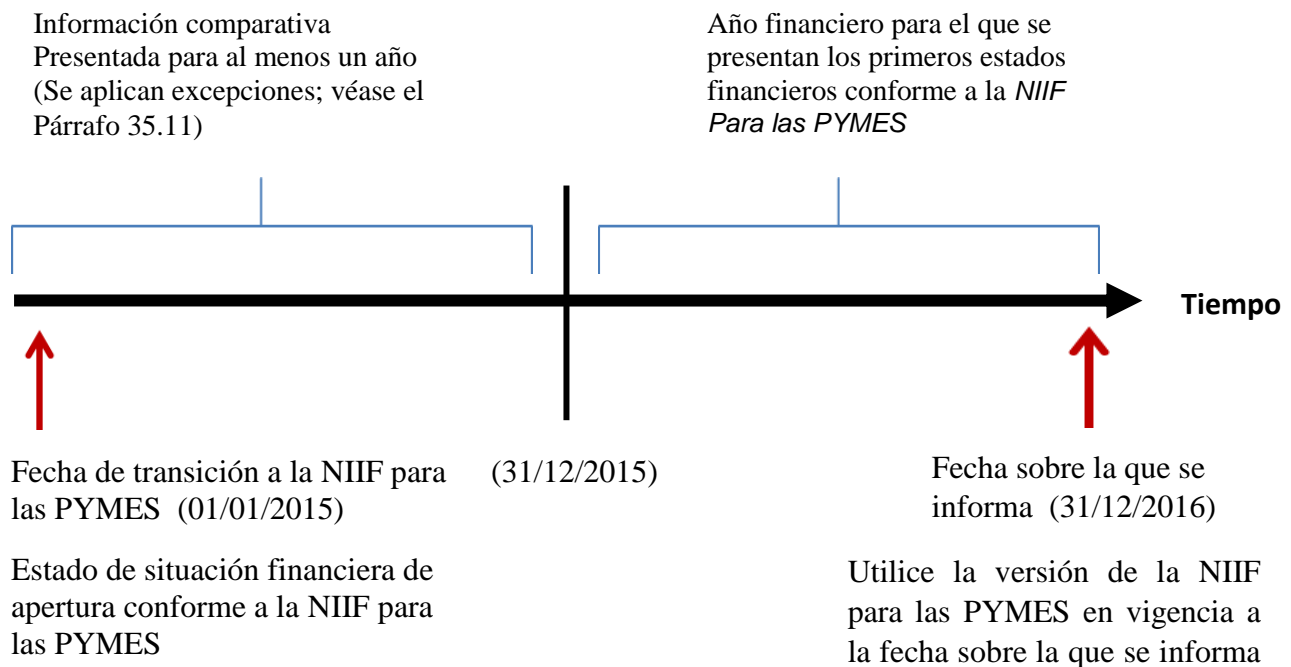 Información comparativa
Presentada para al menos un año
(Se aplican excepciones; véase el
Párrafo 35.11)
Año financiero para el que se
presentan los primeros estados
financieros conforme a la NIIF
Para las PYMES
Tiempo
Fecha de transición a la NIIF para
las PYMES (01/01/2015)
(31/12/2015)
Fecha sobre la que se
informa (31/12/2016)
Estado de situación financiera de
apertura conforme a la NIIF para
las PYMES
Utilice la versión de la NIIF
para las PYMES en vigencia a
la fecha sobre la que se informa